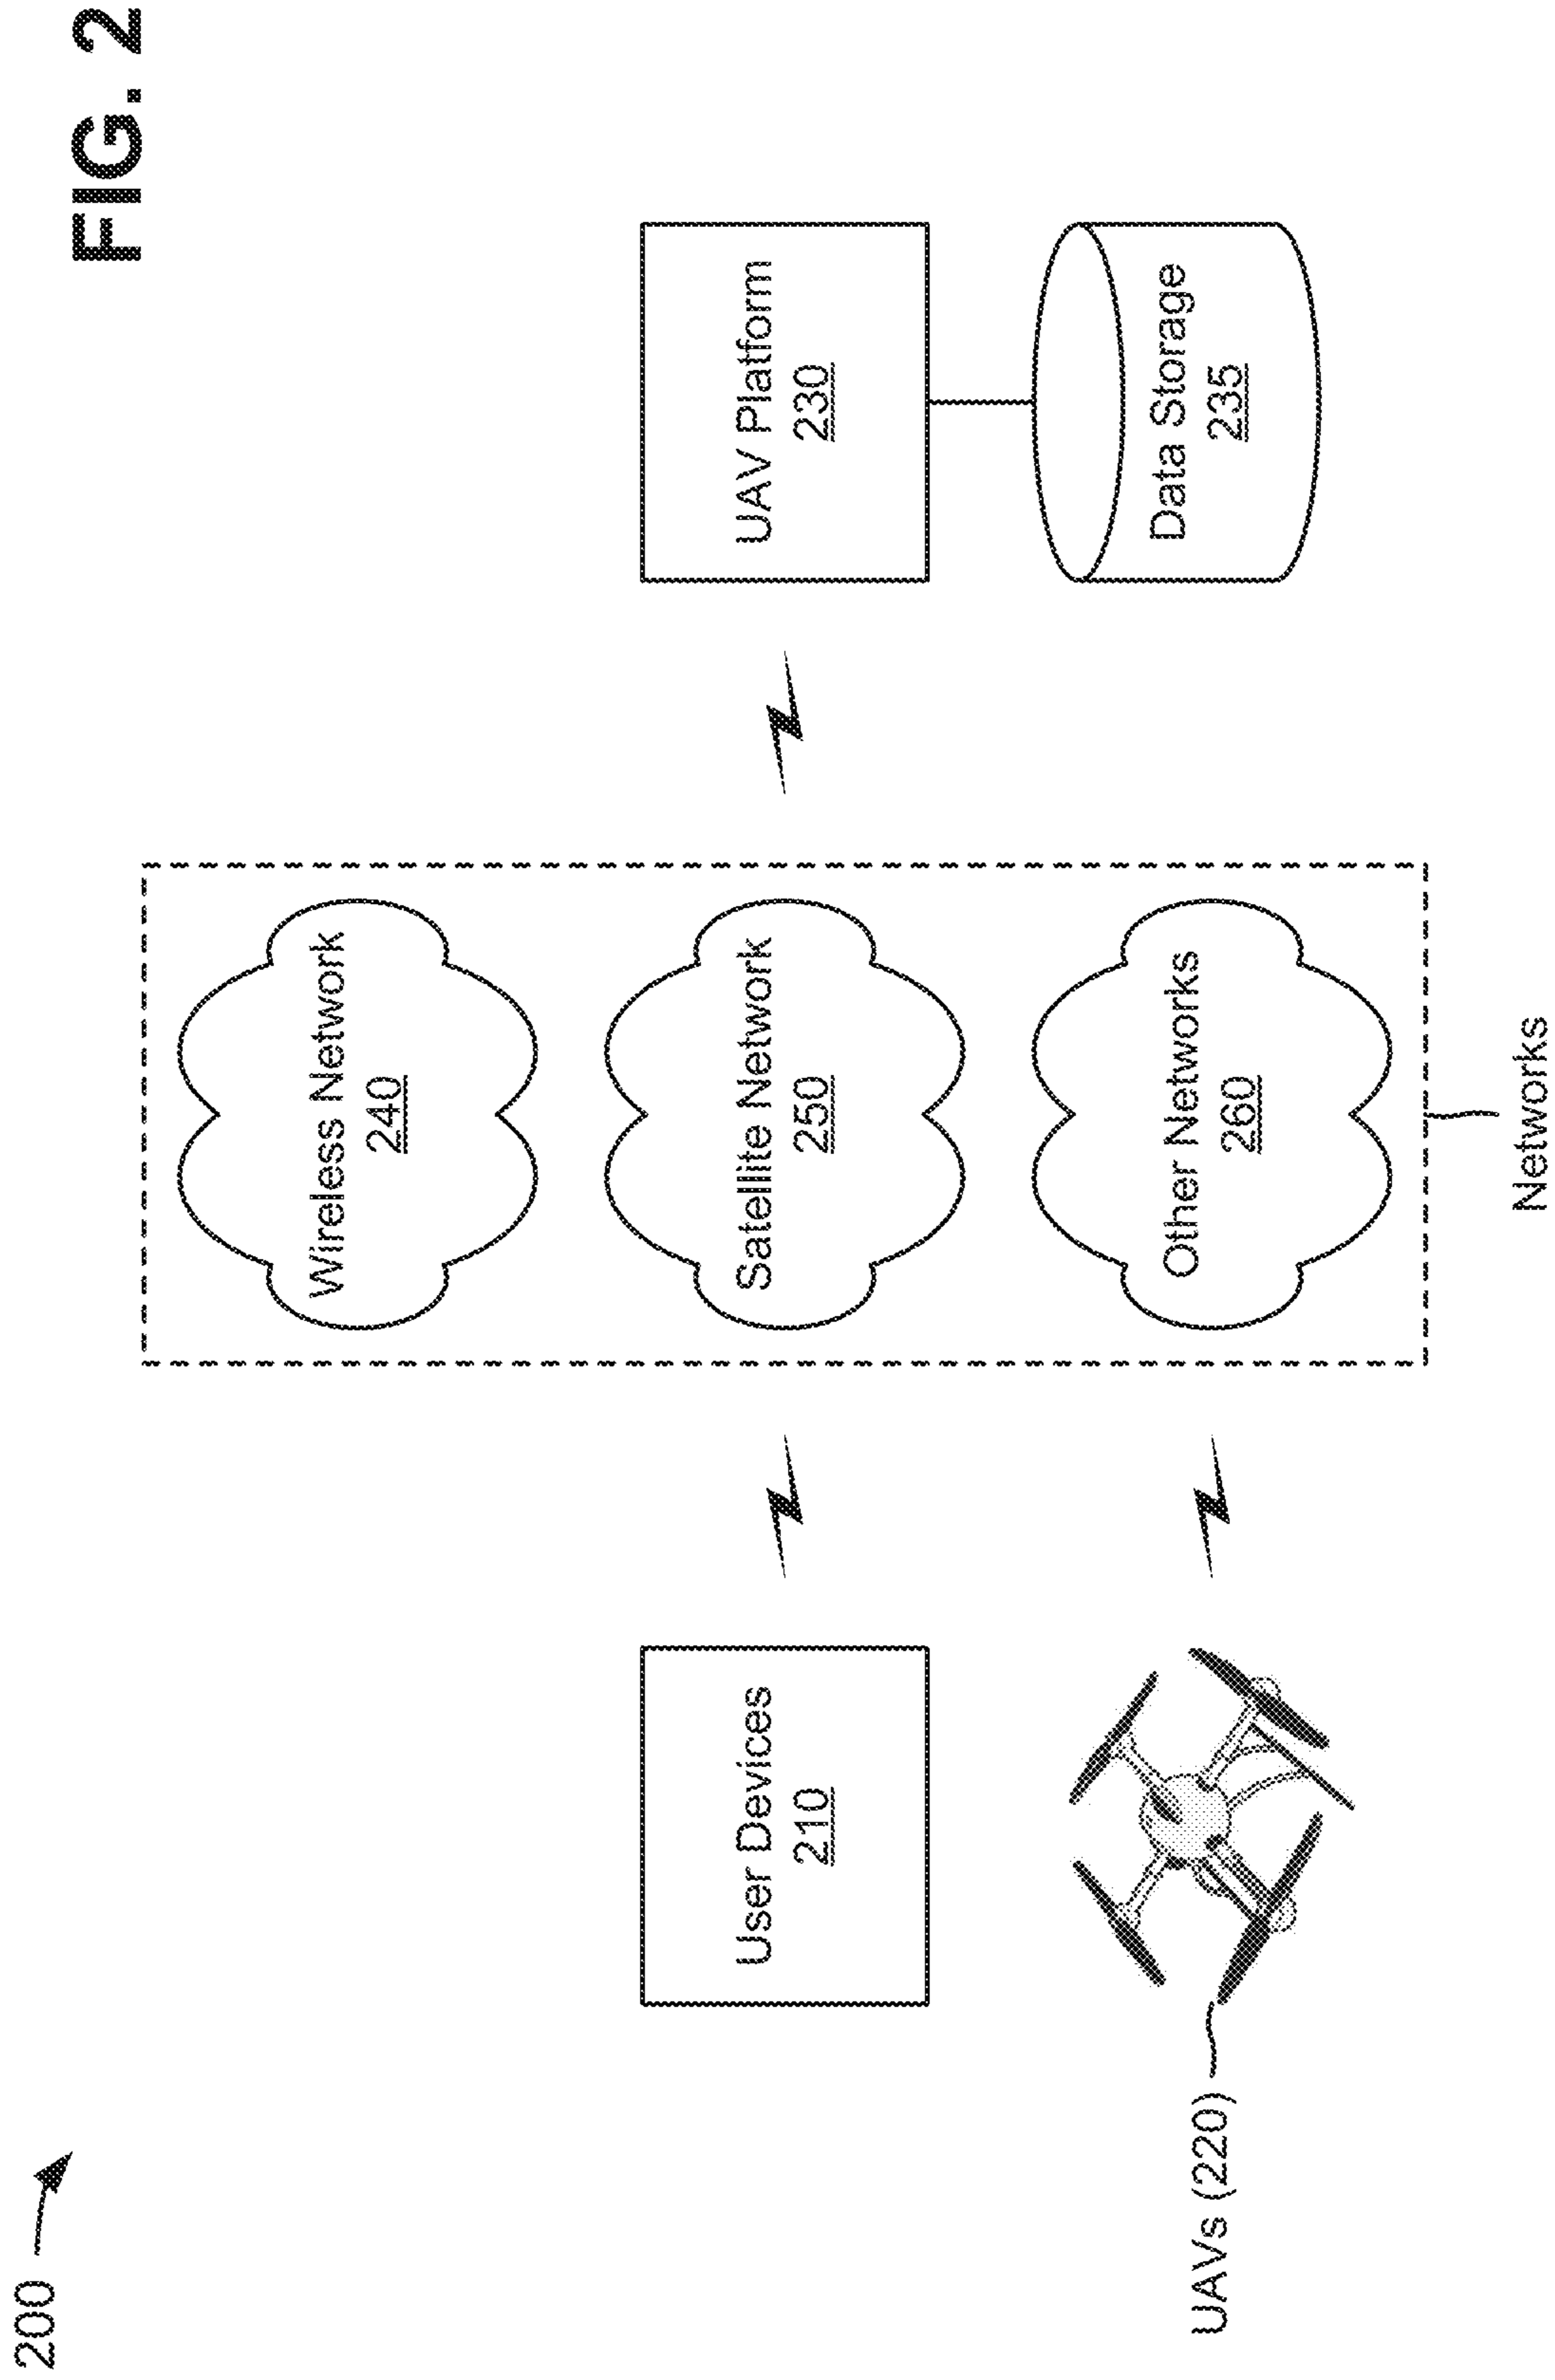 FIG. 2
200
Wireless Network
240
User Devices
210
Satellite Network
250
UAV Platform
230
UAVs (220)
Other Networks
260
Data Storage
235
Networks